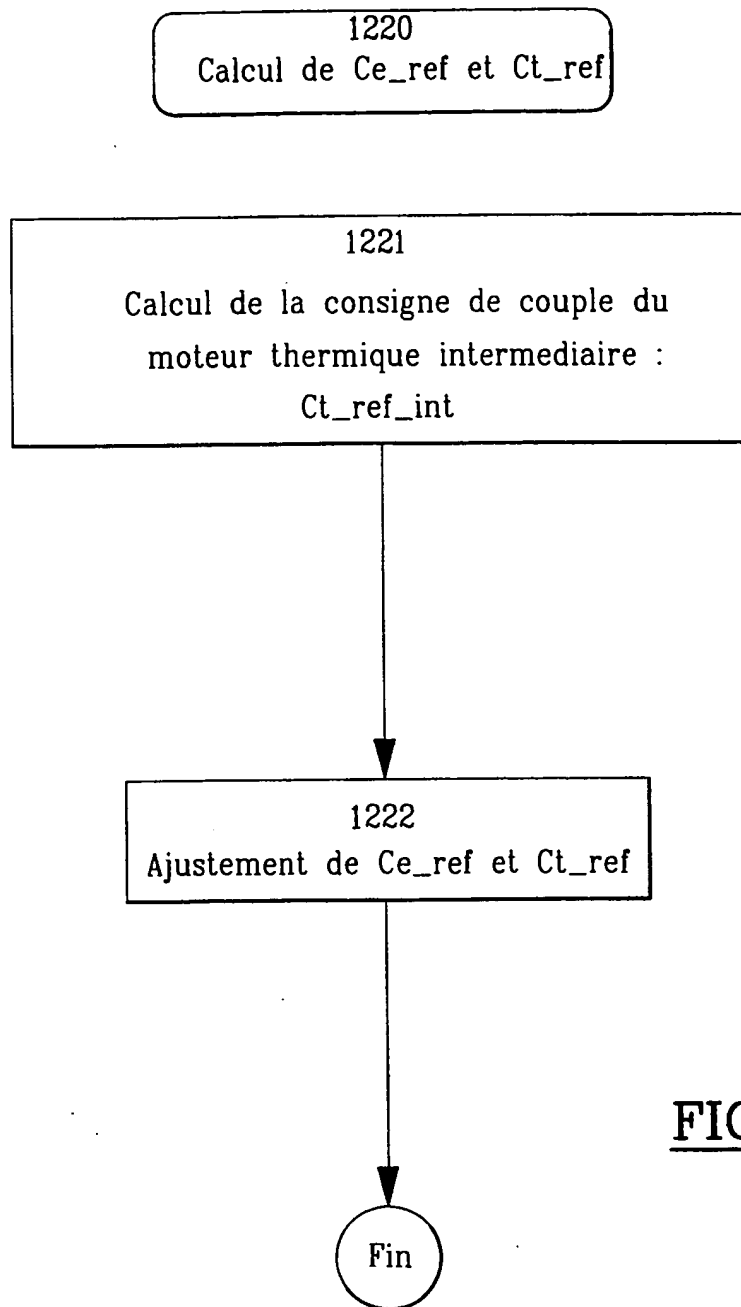 1220
Calcul de Ce_ref et Ct_ref
1221
Calcul de la consigne de couple du
moteur thermique intermediaire :
Ct_ref_int
1222
Ajustement de Ce_ref et Ct_ref
FIG
Fin